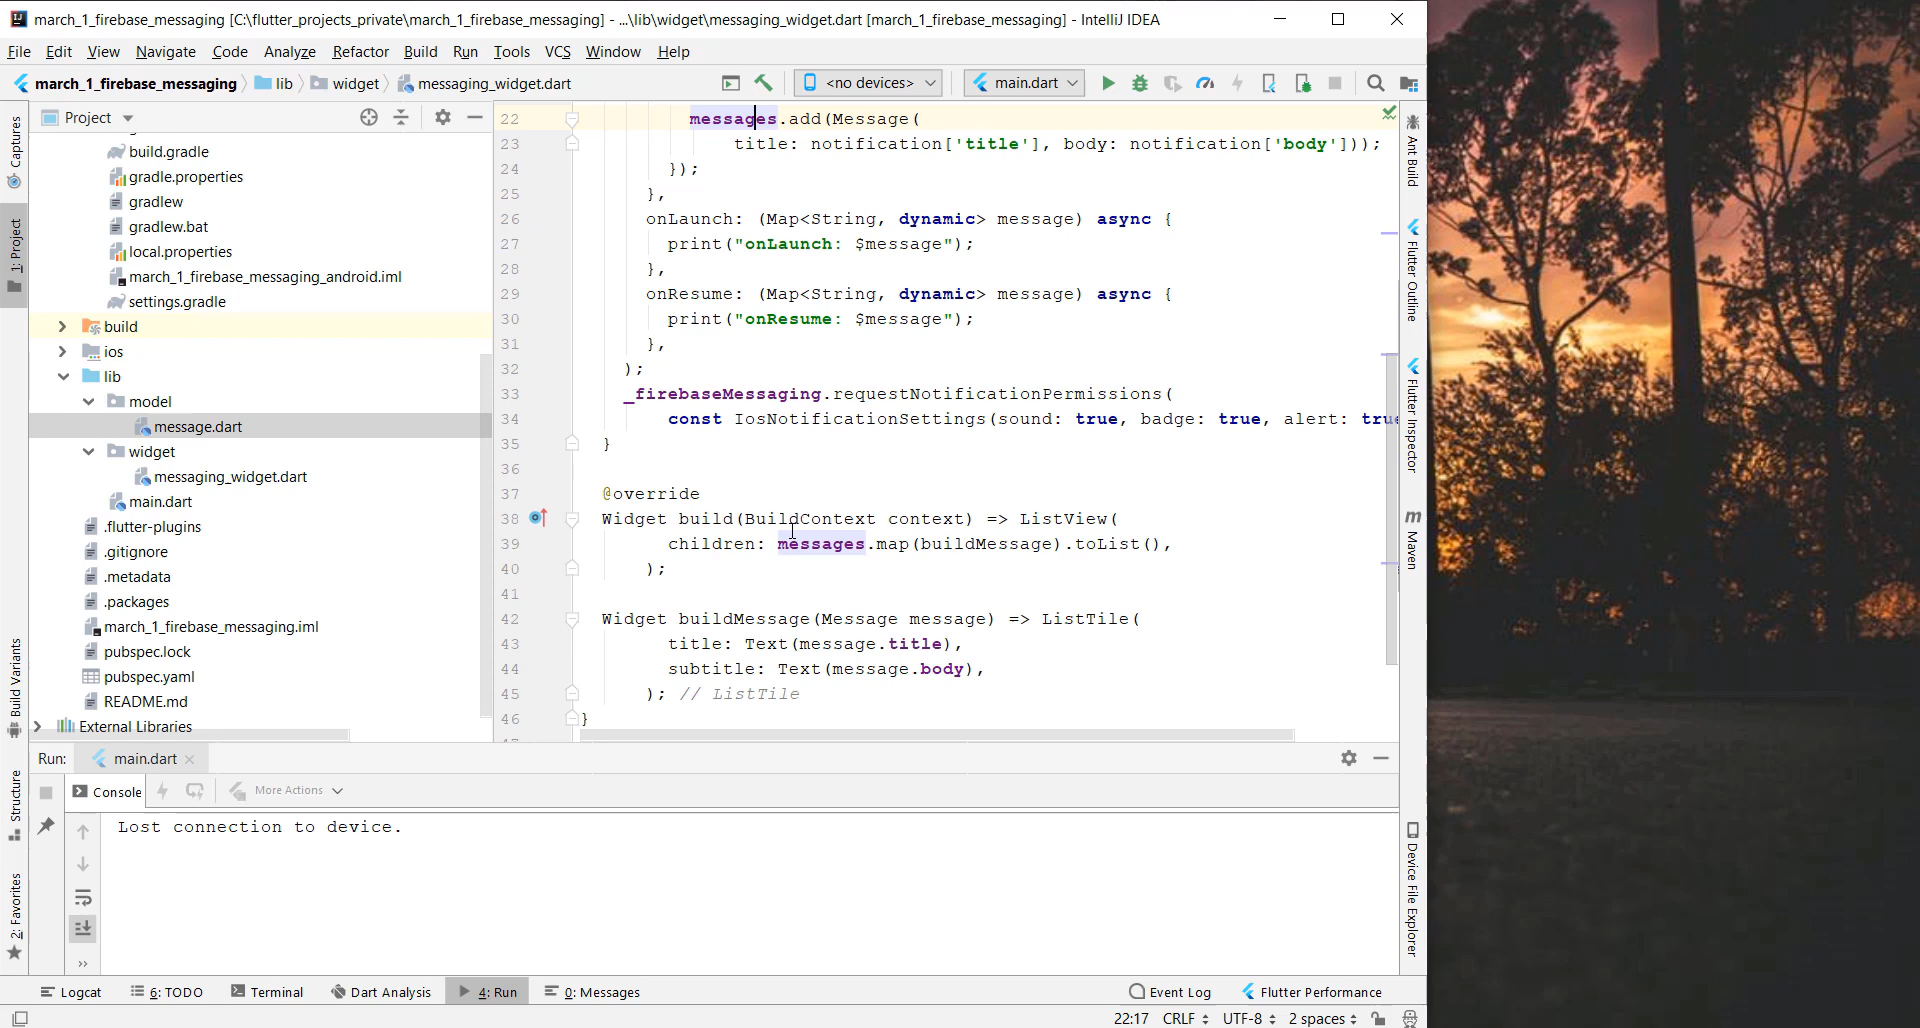 march_1_firebase_messaging [C:\flutter_projects_private\march_1_firebase_messaging] - ...\lib\widget\messaging_widget.dart [march_1_firebase_messaging] - IntelliJ IDEA
File Edit View Navigate Code Analyze Refactor Build Run Tools VCS Window Help
march_1_firebase_messaging lib widget messaging_widget.dart <no devices> main.dart
Project
build.gradle
gradle.properties
gradlew
gradlew.bat
local.properties
march_1_firebase_messaging_android.iml
settings.gradle
build
ios
lib
model
message.dart
widget
messaging_widget.dart
main.dart
.flutter-plugins
.gitignore
.metadata
.packages
march_1_firebase_messaging.iml
pubspec.lock
pubspec.yaml
README.md
External Libraries
22 messages.add(Message(
23 title: notification['title'], body: notification['body']));
24 });
25 },
26 onLaunch: (Map<String, dynamic> message) async {
27 print("onLaunch: $message");
28 },
29 onResume: (Map<String, dynamic> message) async {
30 print("onResume: $message");
31 },
32 );
33 _firebaseMessaging.requestNotificationPermissions(
34 const IosNotificationSettings(sound: true, badge: true, alert: true
35 }
36
37 @override
38 Widget build(BuildContext context) => ListView(
39 children: messages.map(buildMessage).toList(),
40 );
41
42 Widget buildMessage(Message message) => ListTile(
43 title: Text(message.title),
44 subtitle: Text(message.body),
45 ); // ListTile
46 }
Captures
1: Project
Build Variants
Structure
2: Favorites
Ant Build
Flutter Outline
Flutter Inspector
Maven
Device File Explorer
Run: main.dart
Console More Actions
Lost connection to device.
Logcat 6: TODO Terminal Dart Analysis 4: Run 0: Messages Event Log Flutter Performance
22:17 CRLF UTF-8 2 spaces